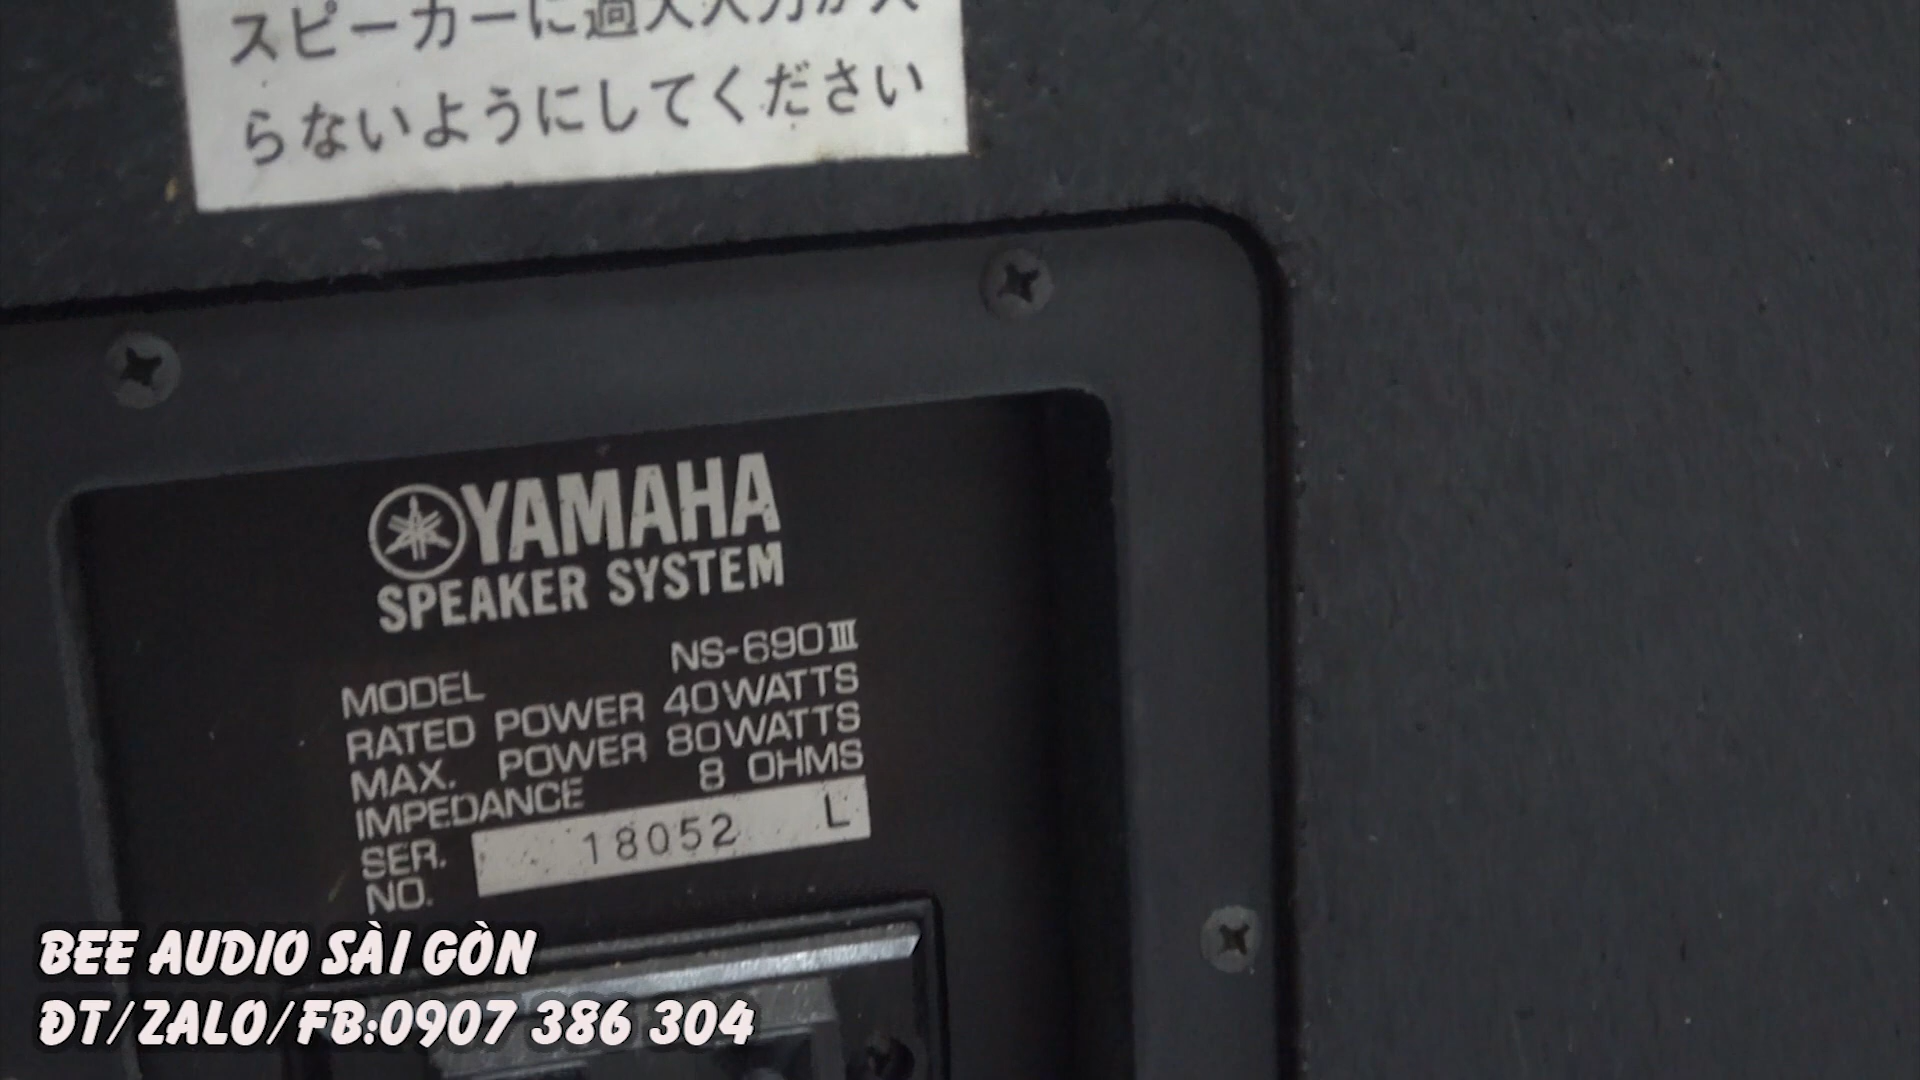 スピーカーに過大入力が入
らないようにしてください
YAMAHA
SPEAKER SYSTEM
MODEL NS-690III
RATED POWER 40WATTS
MAX. POWER 80WATTS
IMPEDANCE 8 OHMS
SER. NO. 18052 L
BEE AUDIO SÀI GÒN
ĐT/ZALO/FB:0907 386 304